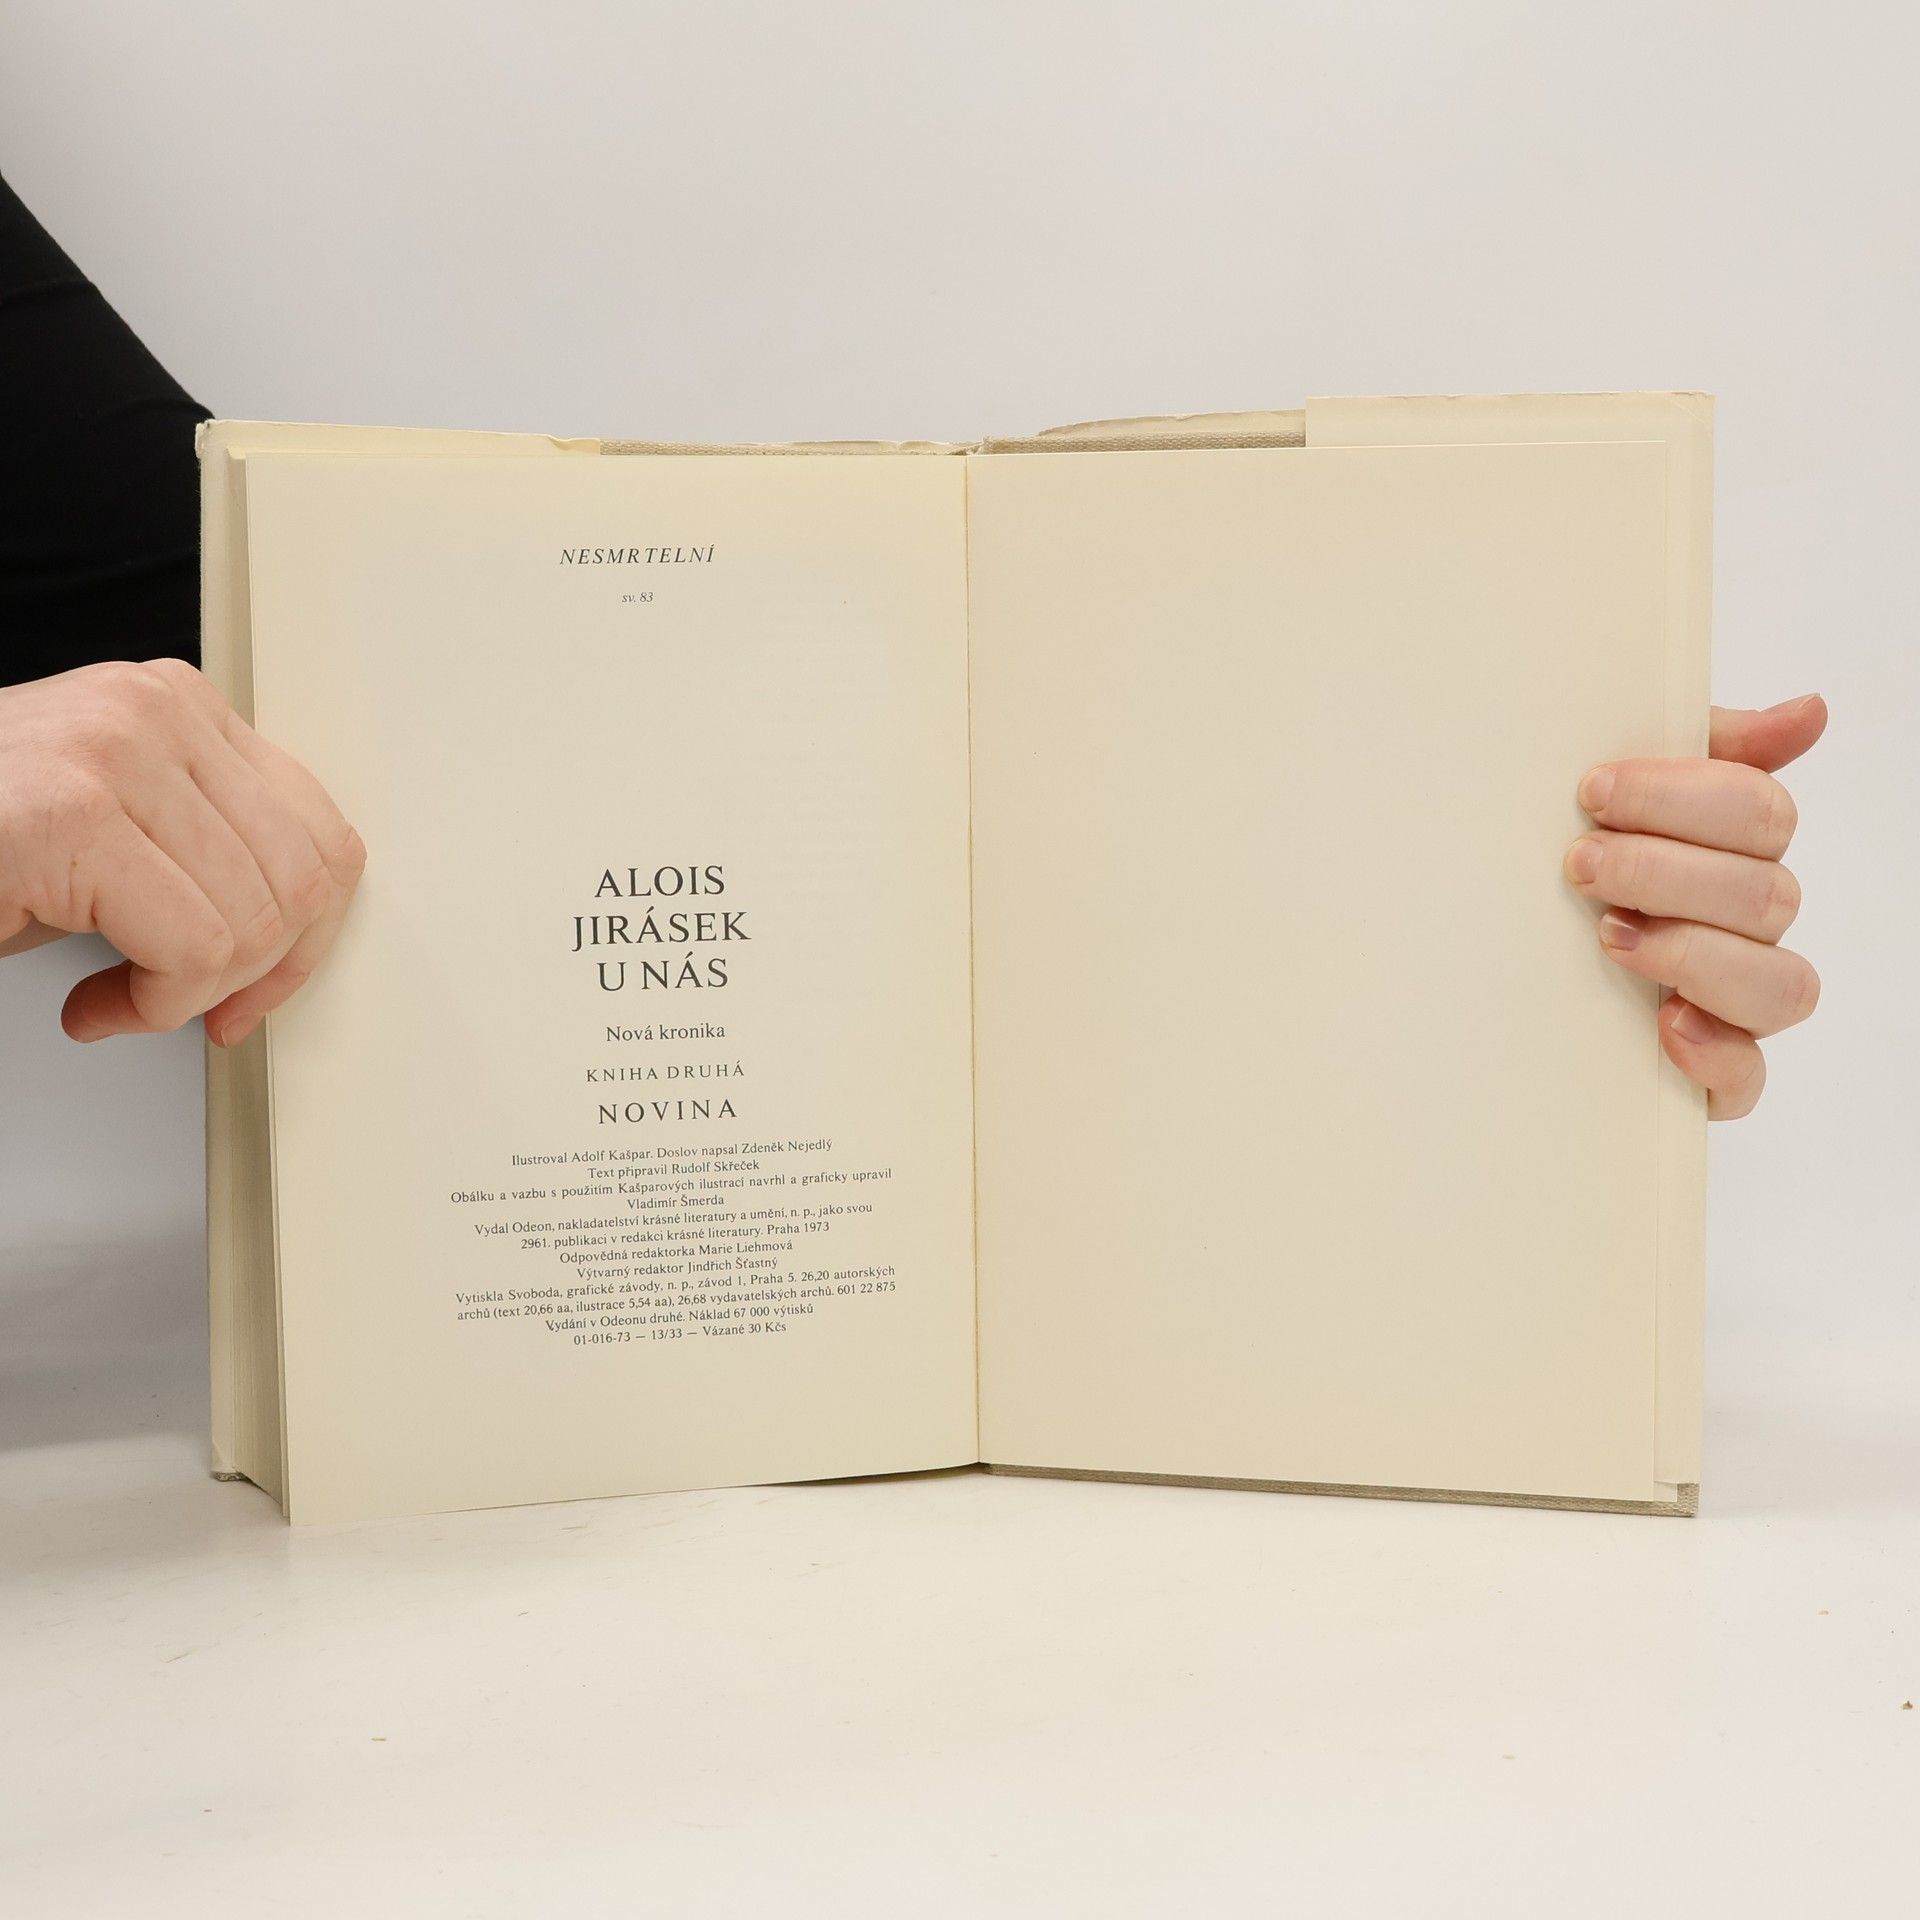 NESMRTELNÍ
sv. 83
ALOIS
JIRÁSEK
U NÁS
Nová kronika
KNIHA DRUHÁ
NOVINA
Ilustroval Adolf Kašpar. Doslov napsal Zdeněk Nejedlý
Text připravil Rudolf Skřeček
Obálku a vazbu s použitím Kašparových ilustrací navrhl a graficky upravil
Vladimír Šmerda
Vydal Odeon, nakladatelství krásné literatury a umění, n. p., jako svou
2961. publikaci v redakci krásné literatury. Praha 1973
Odpovědná redaktorka Marie Liehmová
Výtvarný redaktor Jindřich Šťastný
Vytiskla Svoboda, grafické závody, n. p., závod 1, Praha 5. 26,20 autorských
archů (text 20,66 aa, ilustrace 5,54 aa), 26,68 vydavatelských archů. 601 22 875
Vydání v Odeonu druhé. Náklad 67 000 výtisků
01-016-73 — 13/33 — Vázané 30 Kčs